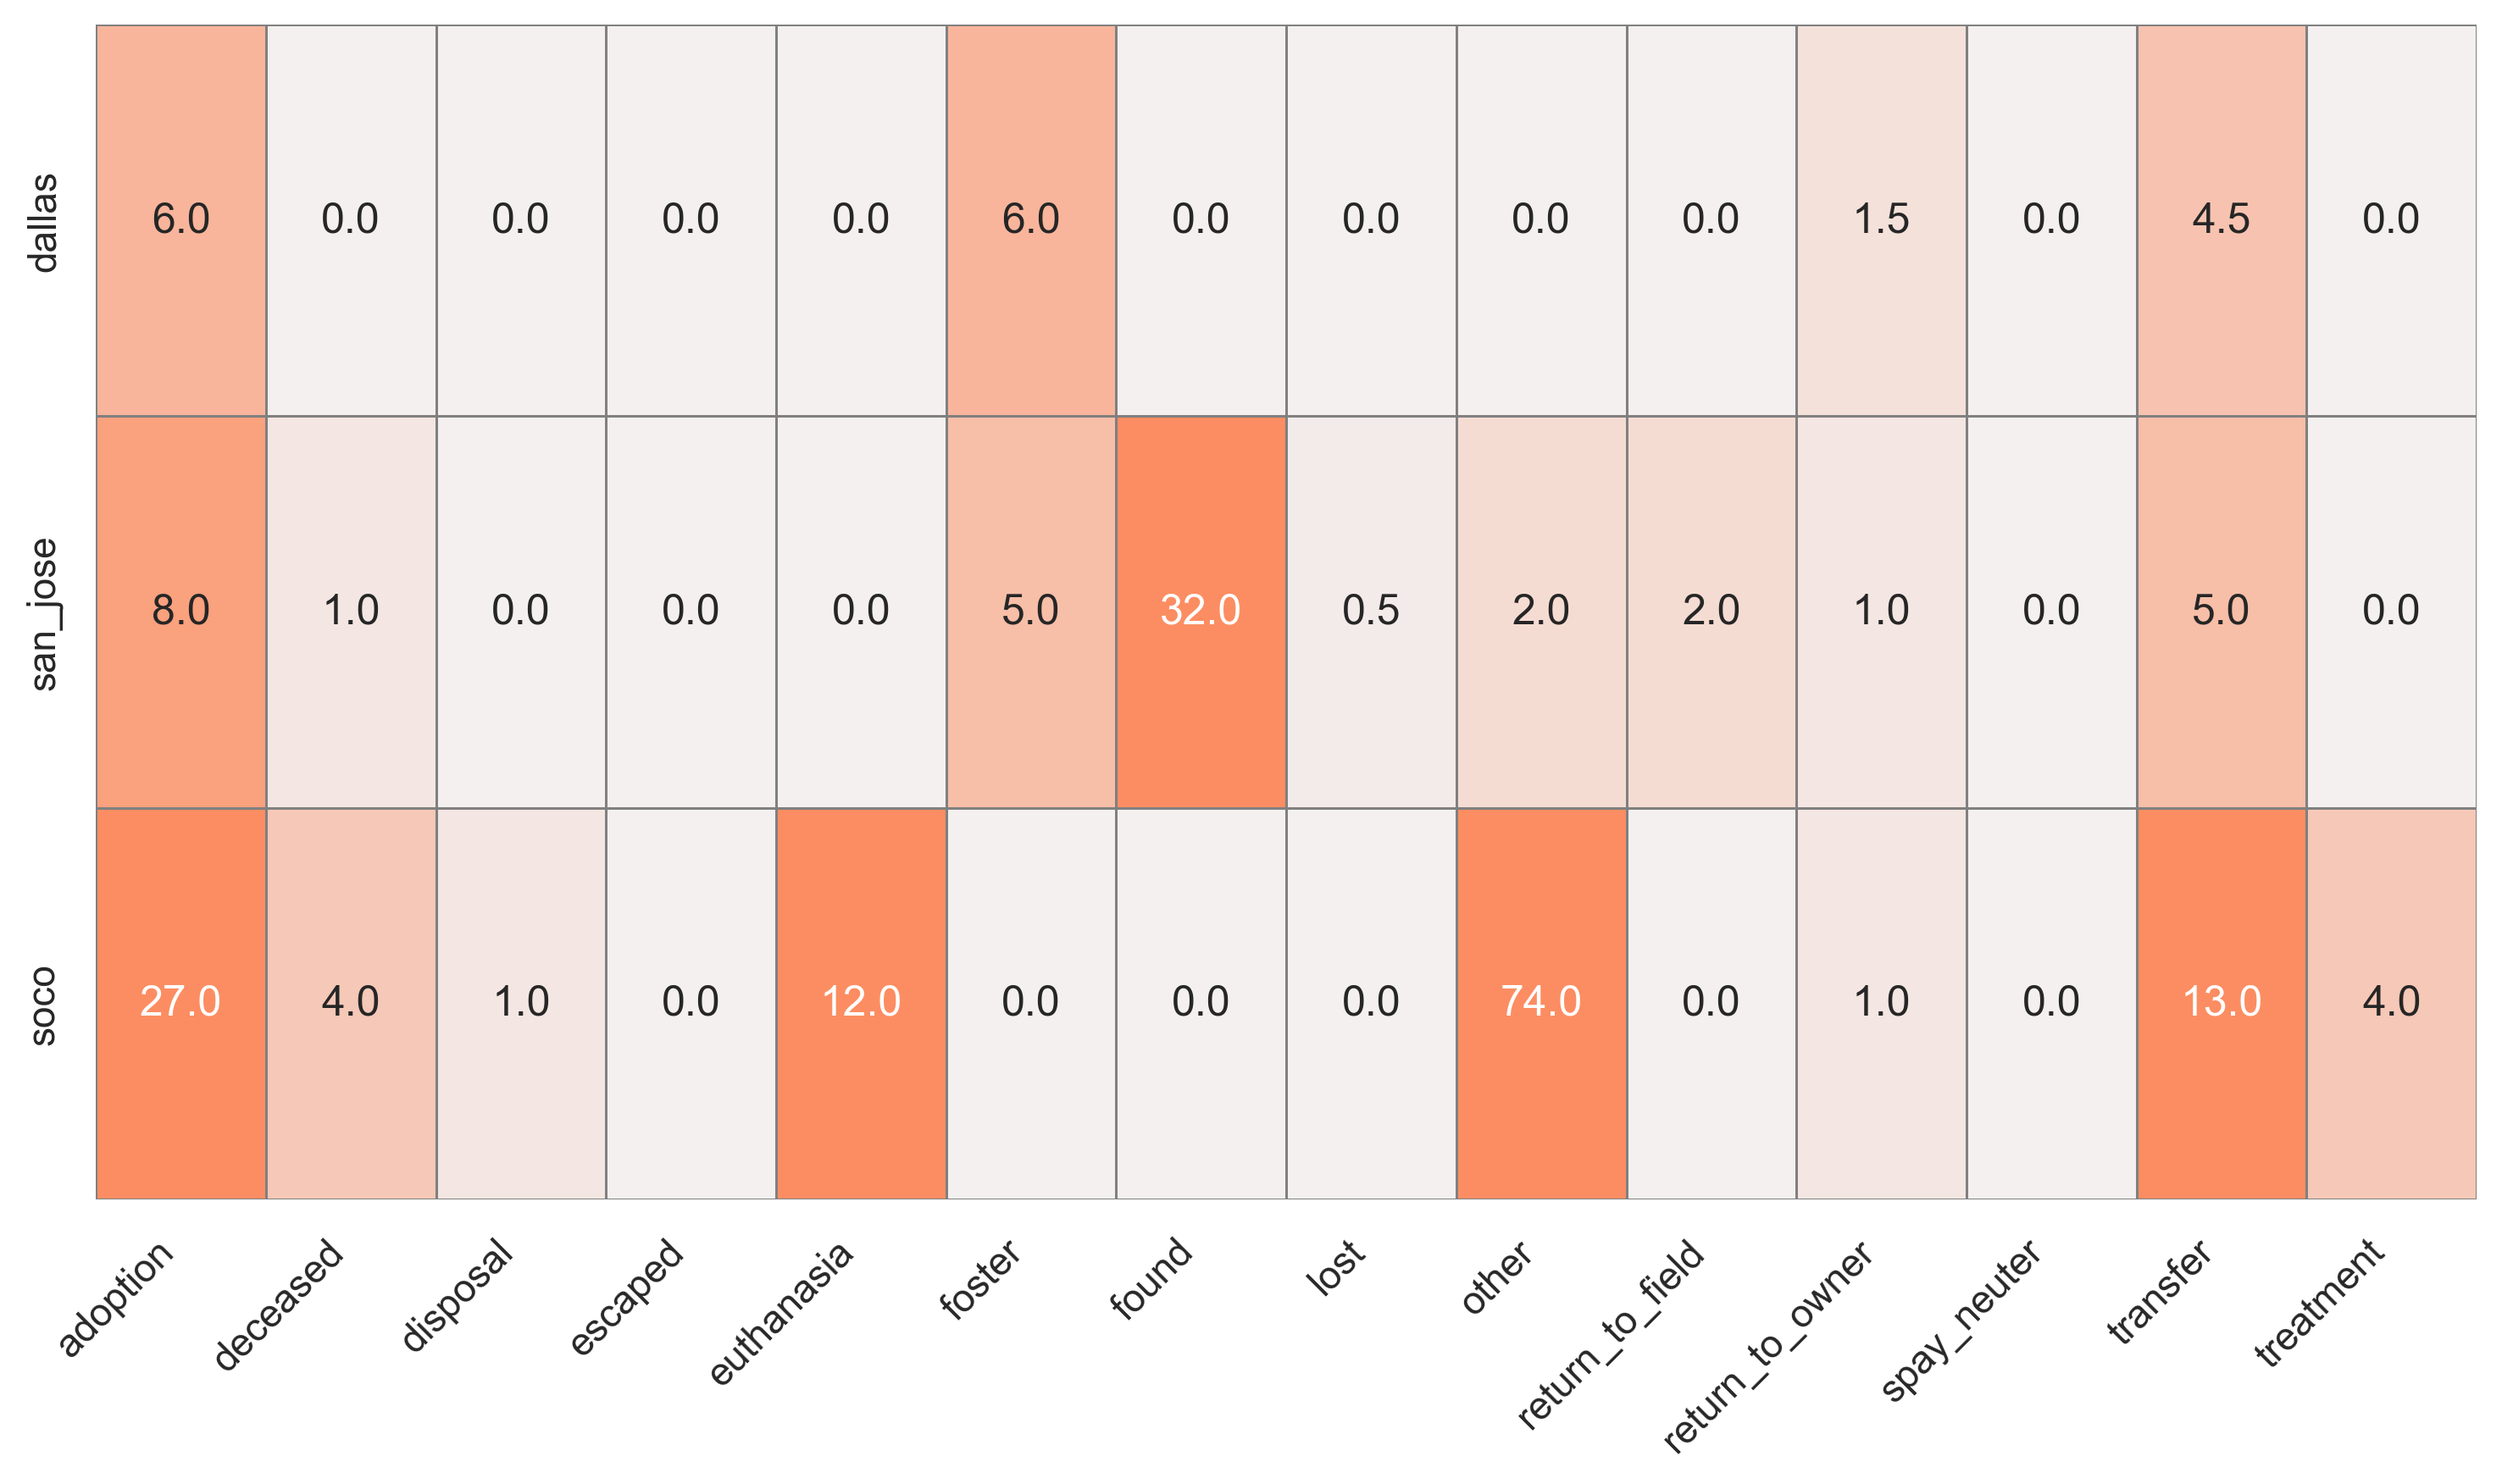 dallas 6.0 0.0 0.0 0.0 0.0 6.0 0.0 0.0 0.0 0.0 1.5 0.0 4.5 0.0
san_jose 8.0 1.0 0.0 0.0 0.0 5.0 32.0 0.5 2.0 2.0 1.0 0.0 5.0 0.0
soco 27.0 4.0 1.0 0.0 12.0 0.0 0.0 0.0 74.0 0.0 1.0 0.0 13.0 4.0
adoption deceased disposal escaped euthanasia foster found lost other return_to_field return_to_owner spay_neuter transfer treatment